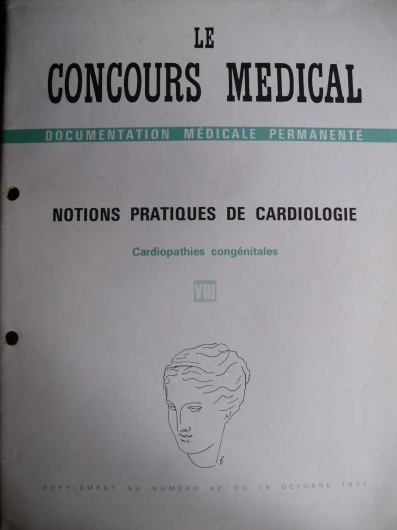 LE
CONCOURS MEDICAL
DOCUMENTATION MÉDICALE PERMANENTE
NOTIONS PRATIQUES DE CARDIOLOGIE
Cardiopathies congénitales
VIII
SUPPLEMENT AU NUMÉRO 42 DU 16 OCTOBRE 1971